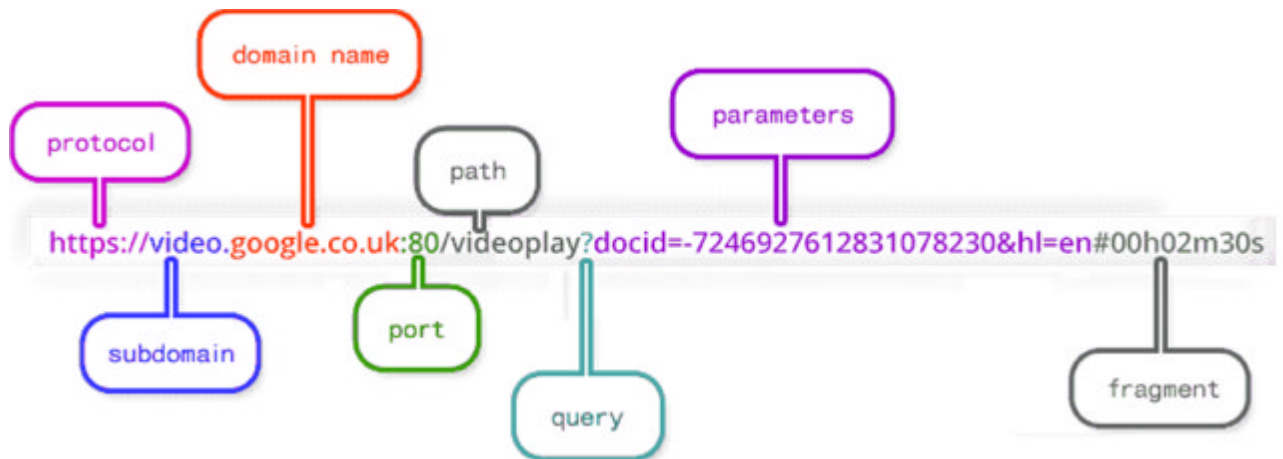 domain name
protocol
path
parameters
https://video.google.co.uk:80/videoplay?docid=-7246927612831078230&hl=en#00h02m30s
subdomain
port
query
fragment